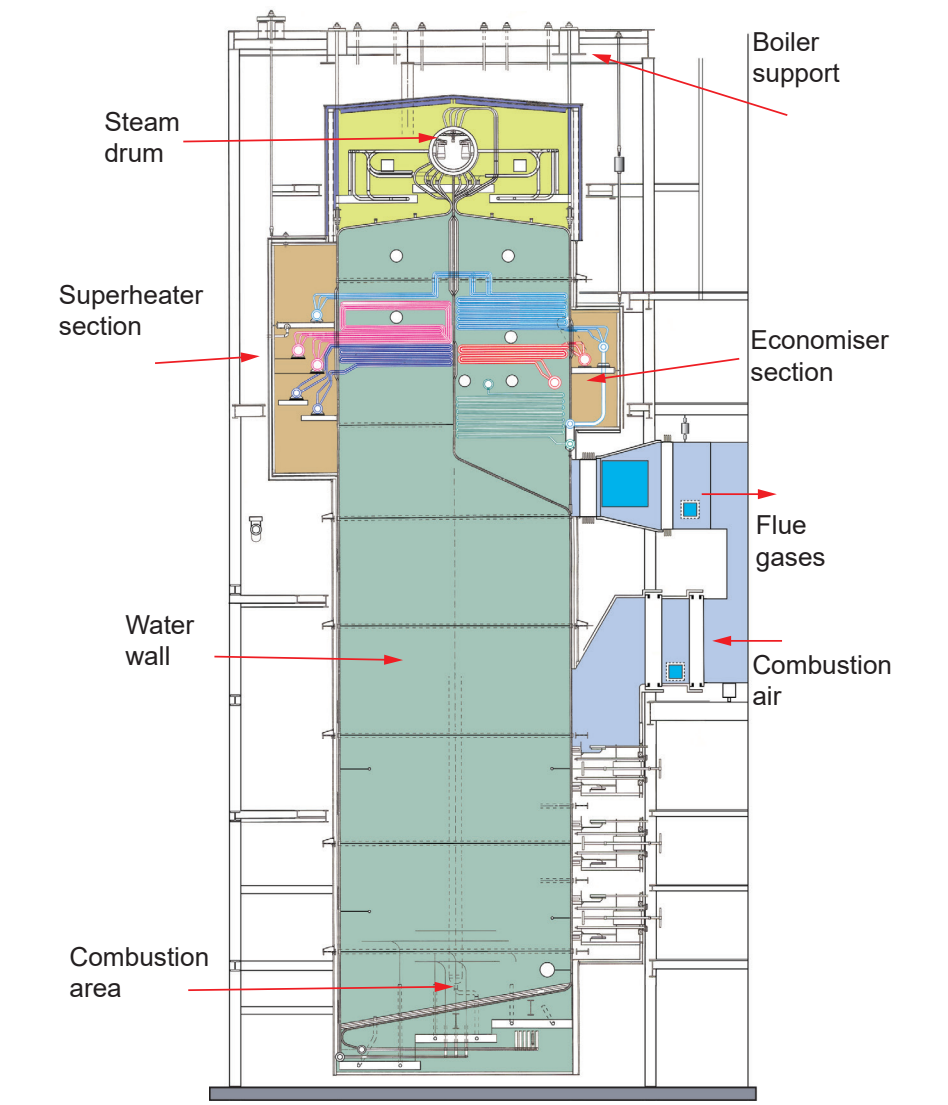 Boiler
support
Steam
drum
Superheater
section
Economiser
section
Flue
gases
Water
wall
Combustion
air
Combustion
area